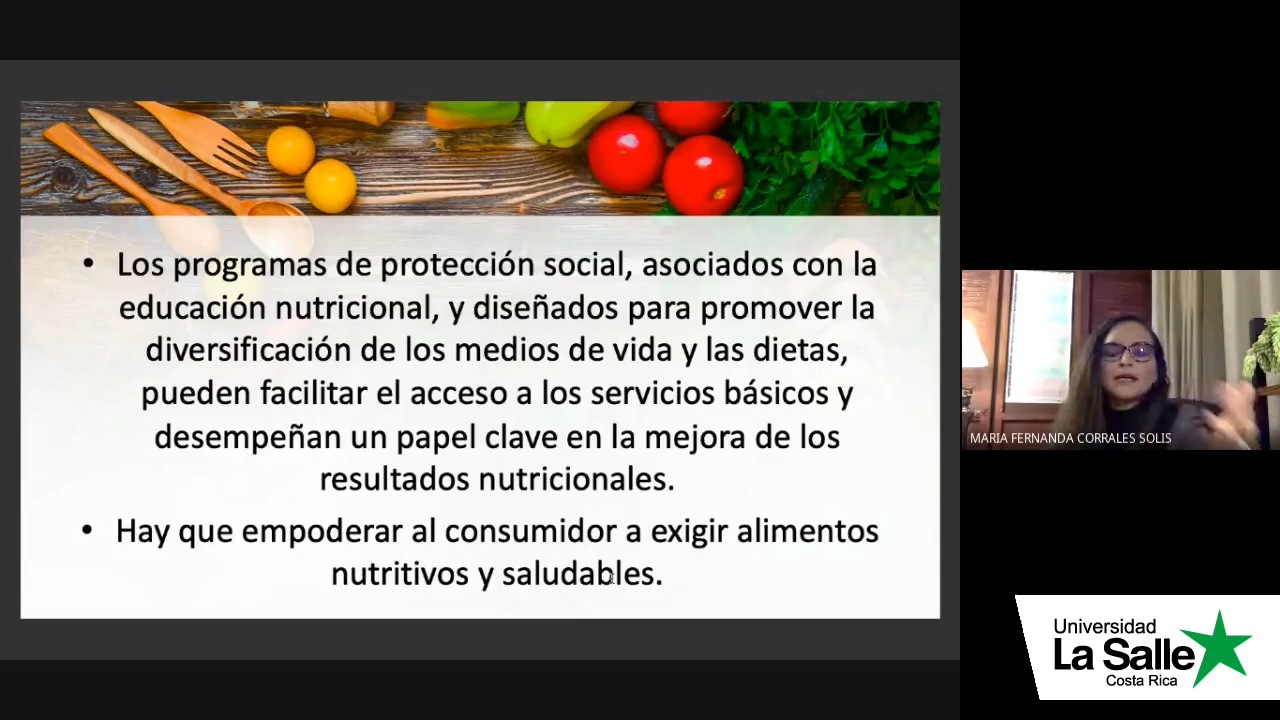 • Los programas de protección social, asociados con la
educación nutricional, y diseñados para promover la
diversificación de los medios de vida y las dietas,
pueden facilitar el acceso a los servicios básicos y
desempeñan un papel clave en la mejora de los
resultados nutricionales.
• Hay que empoderar al consumidor a exigir alimentos
nutritivos y saludables.
MARIA FERNANDA CORRALES SOLIS
Universidad
La Salle
Costa Rica